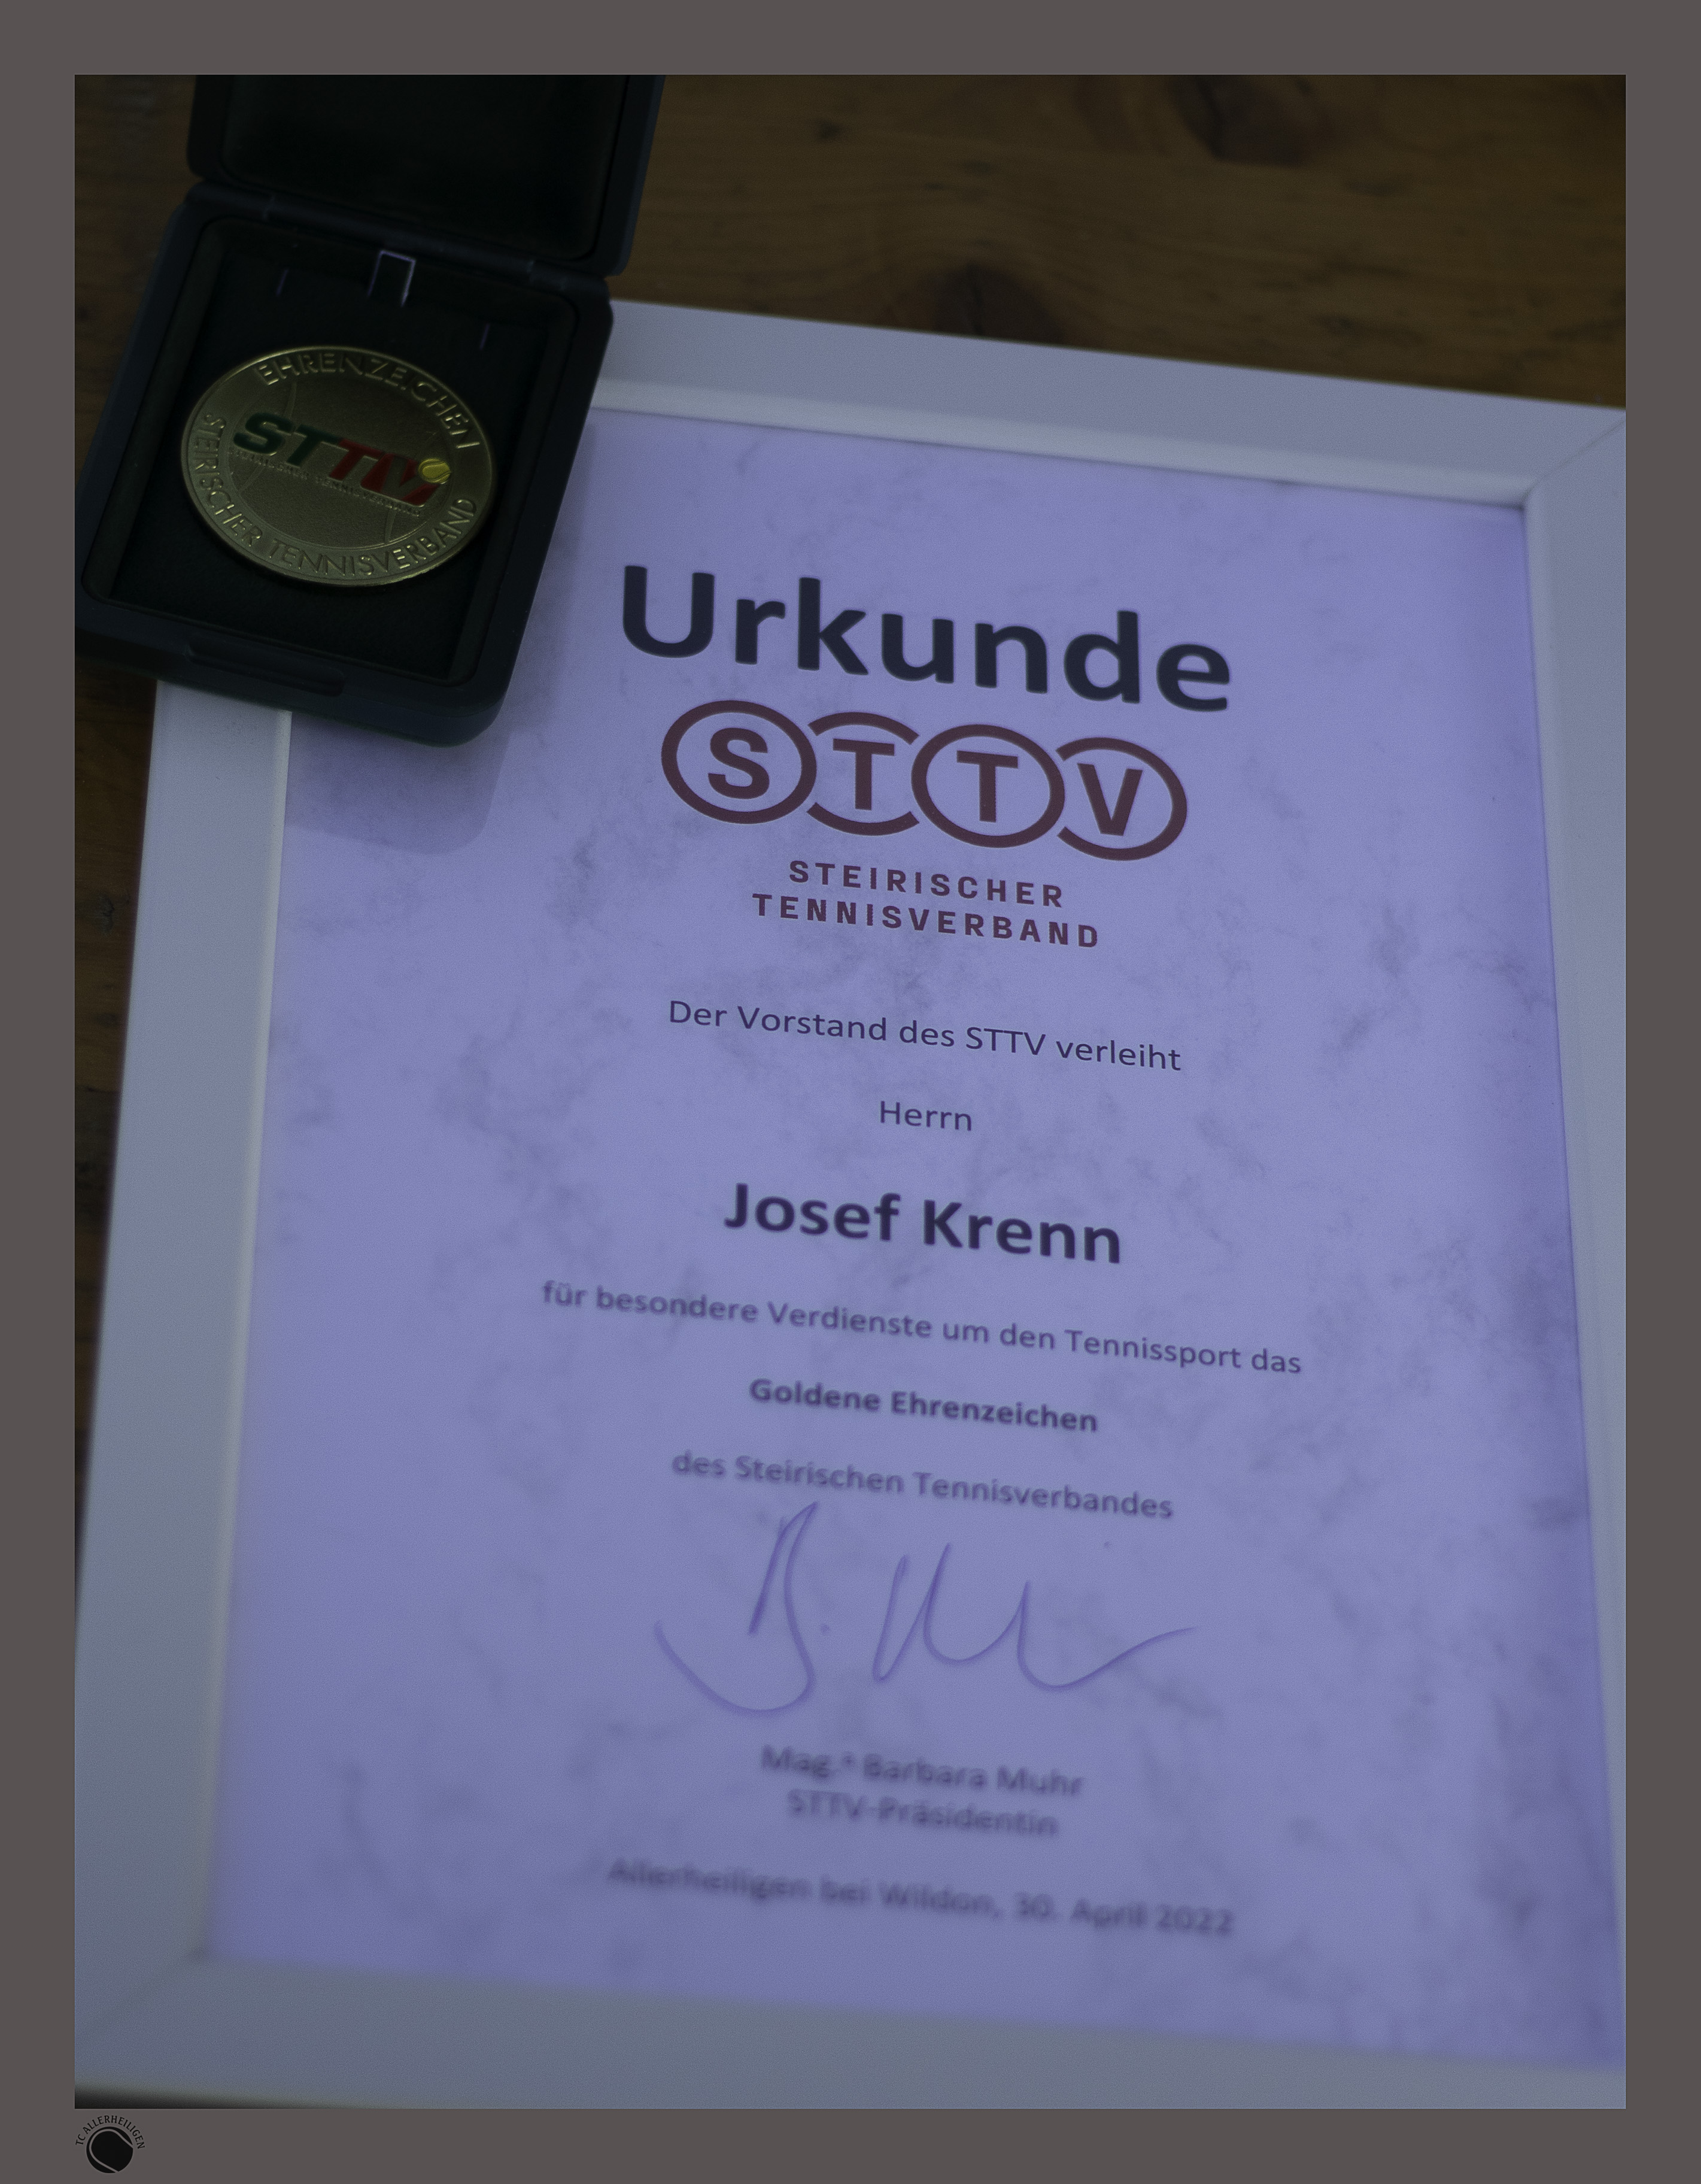 EHRENZEICHEN
STTV
STEIRISCHER TENNISVERBAND
Urkunde
STTV
STEIRISCHER
TENNISVERBAND
Der Vorstand des STTV verleiht
Herrn
Josef Krenn
für besondere Verdienste um den Tennissport das
Goldene Ehrenzeichen
des Steirischen Tennisverbandes
Mag.ª Barbara Muhr
STTV-Präsidentin
Allerheiligen bei Wildon, 30. April 2022
TC ALLERHEILIGEN